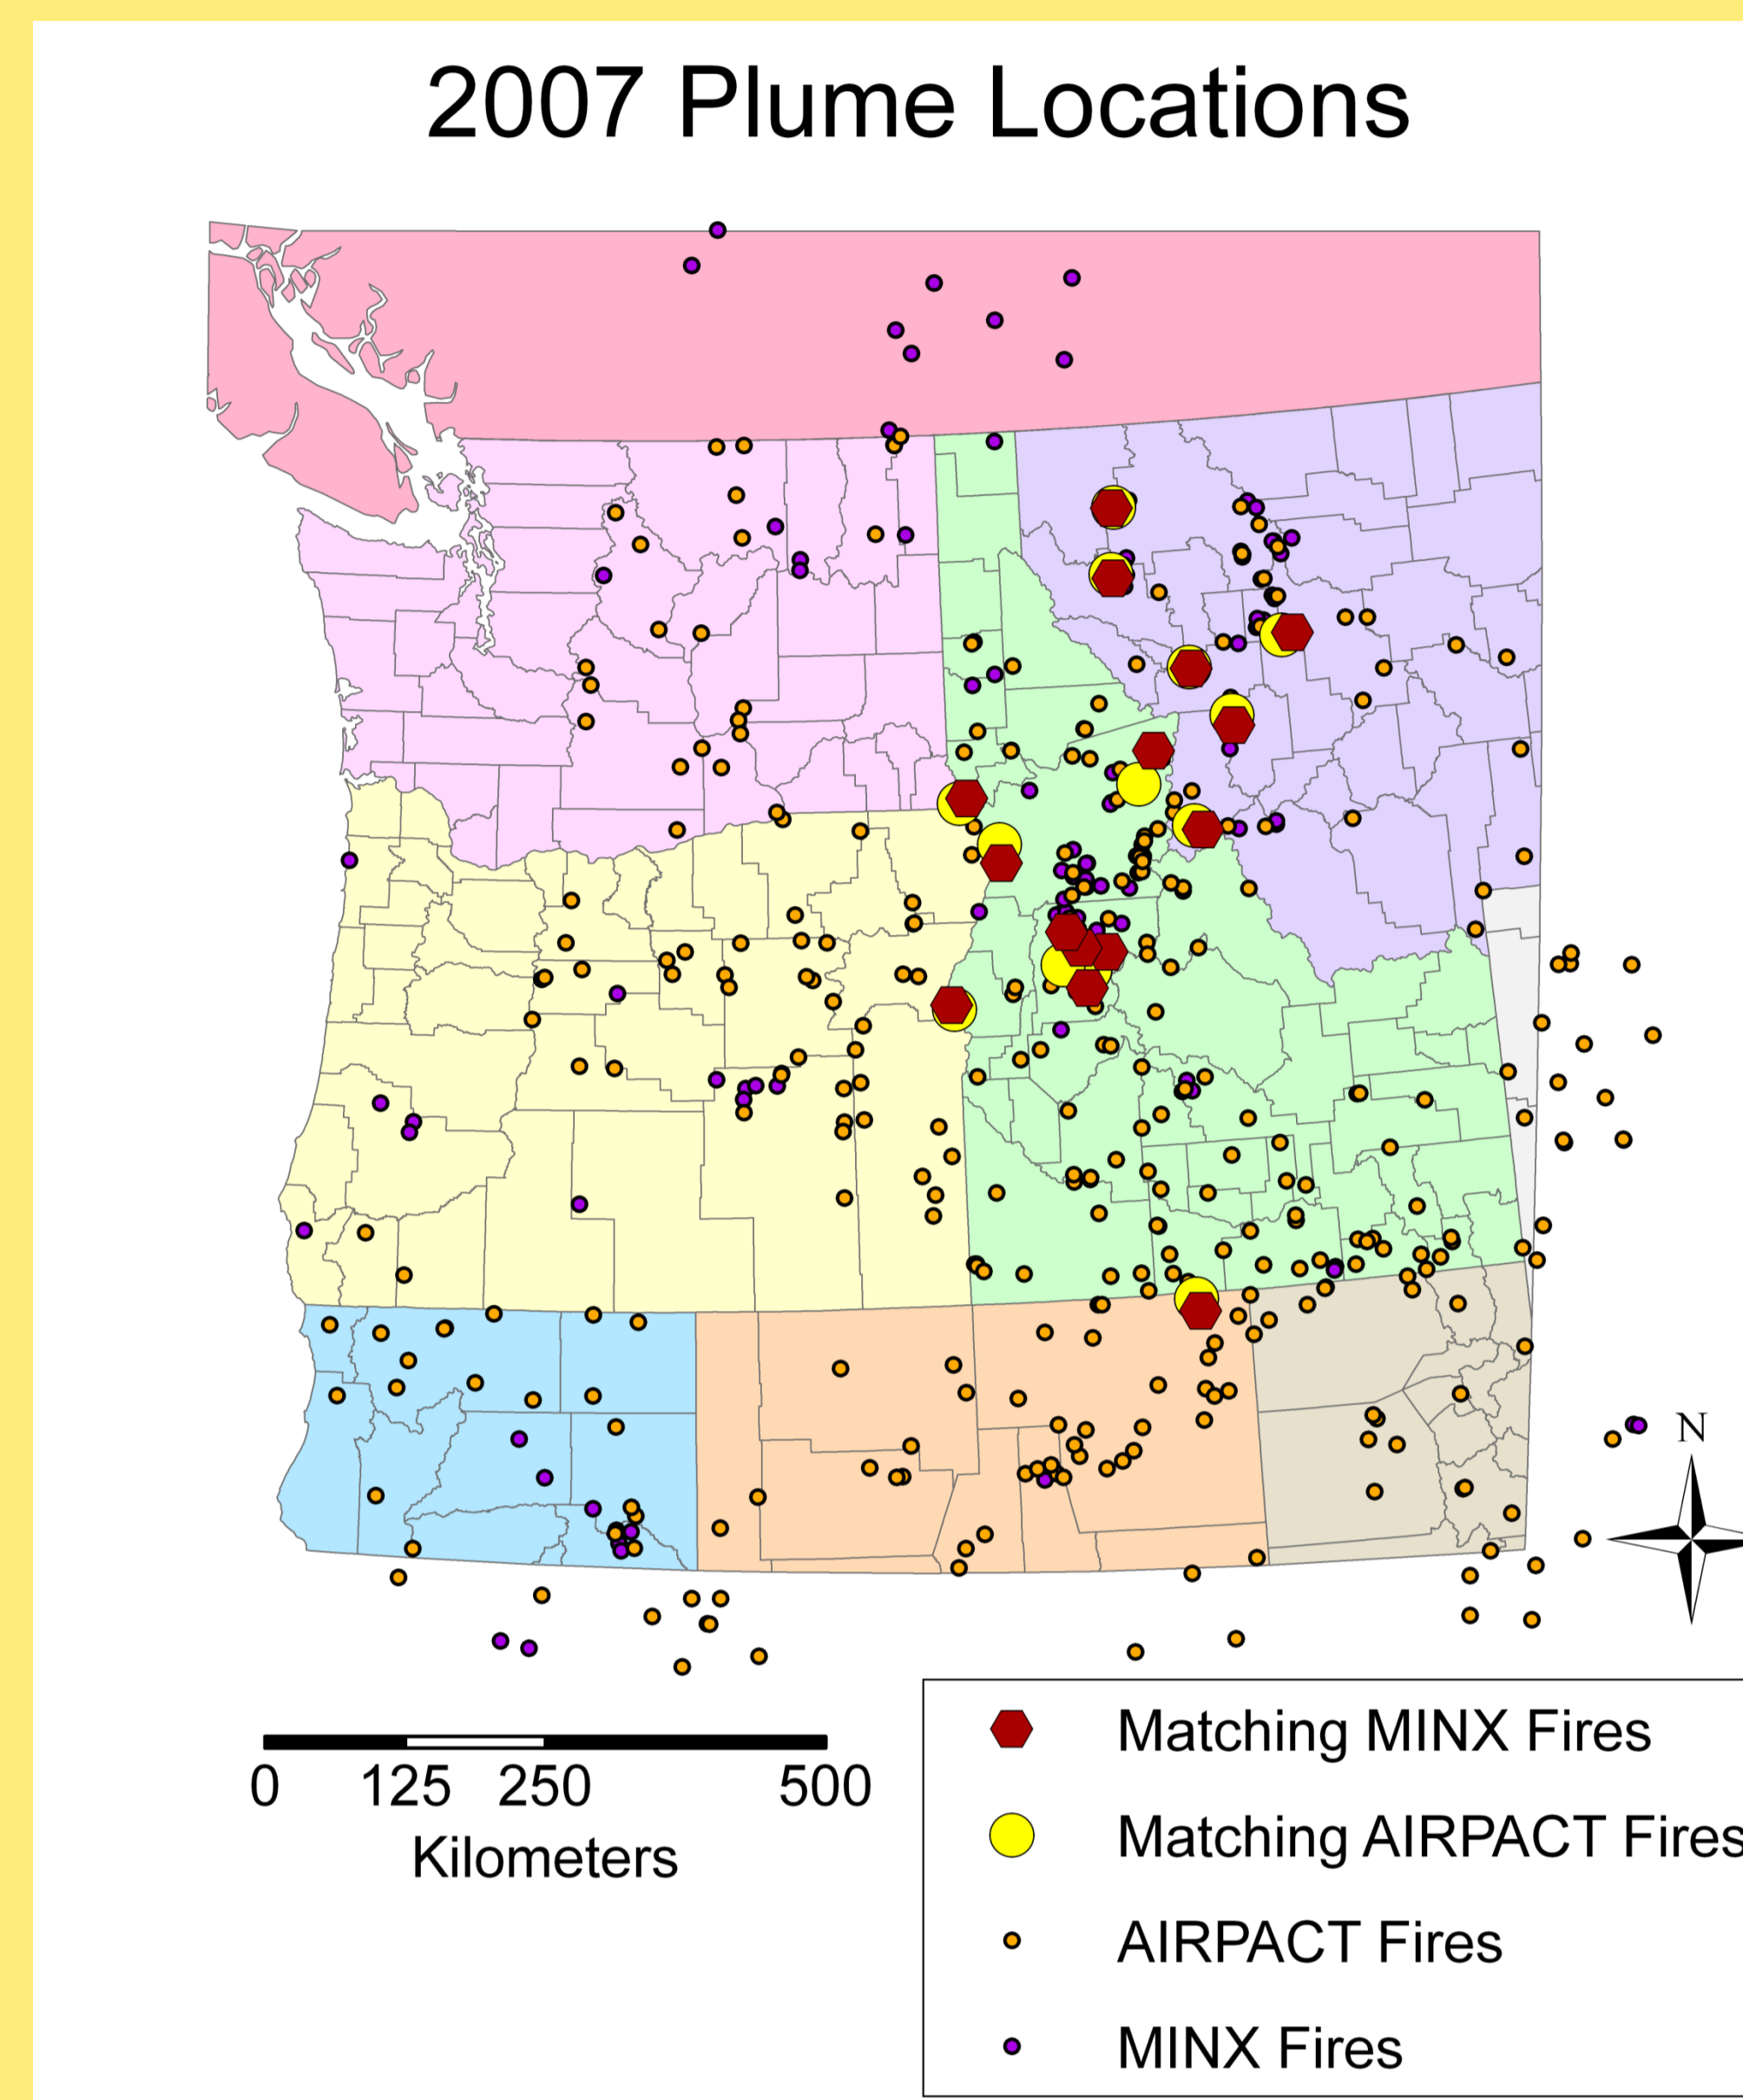 2007 Plume Locations
N
0 125 250 500
Kilometers
Matching MINX Fires
Matching AIRPACT Fires
AIRPACT Fires
MINX Fires